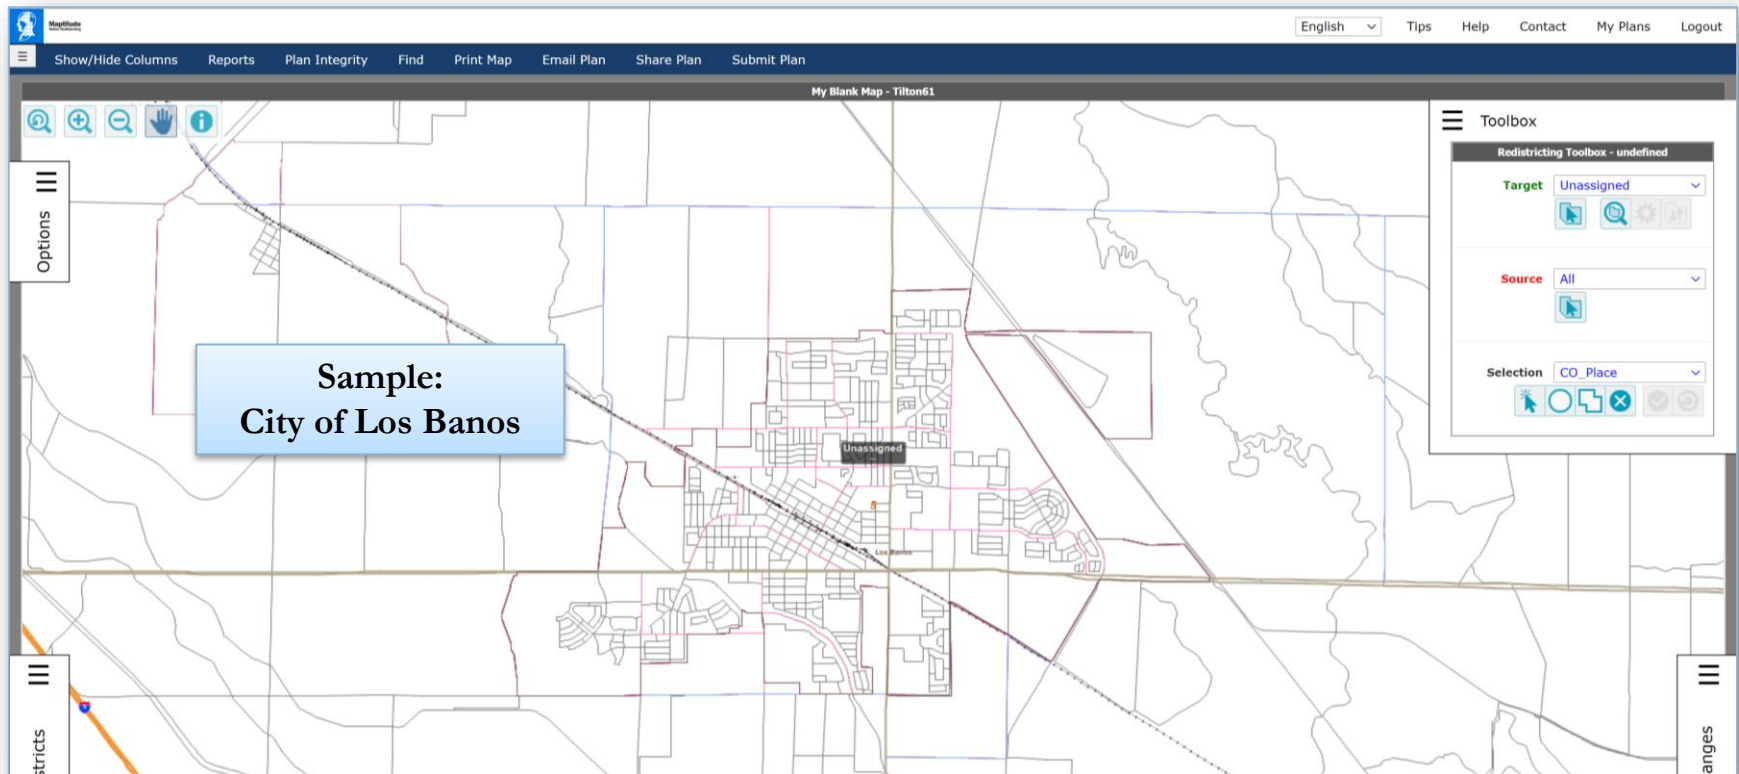 Maptitude
English Tips Help Contact My Plans Logout
Show/Hide Columns Reports Plan Integrity Find Print Map Email Plan Share Plan Submit Plan
My Blank Map - Tilton61
Toolbox
Redistricting Toolbox - undefined
Target Unassigned
Source All
Selection CO_Place
Options
Sample:
City of Los Banos
Unassigned
Los Banos
stricts
anges